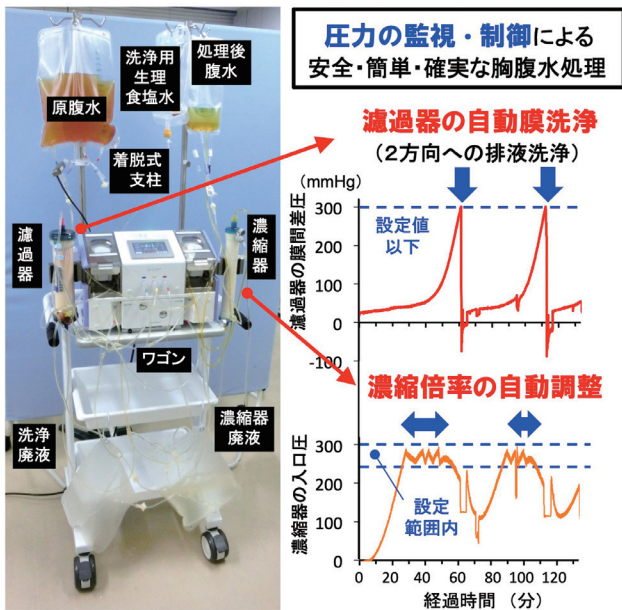 洗浄用
生理
食塩水
処理後
腹水
原腹水
着脱式
支柱
濾過器
濃縮器
ワゴン
洗浄
廃液
濃縮器
廃液
圧力の監視・制御による
安全・簡単・確実な胸腹水処理
濾過器の自動膜洗浄
(2方向への排液洗浄)
(mmHg)
濾過器の膜間差圧
300
200
100
0
-100
設定値
以下
濃縮倍率の自動調整
濃縮器の入口圧
400
300
200
100
0
設定
範囲内
0 20 40 60 80 100 120
経過時間 (分)